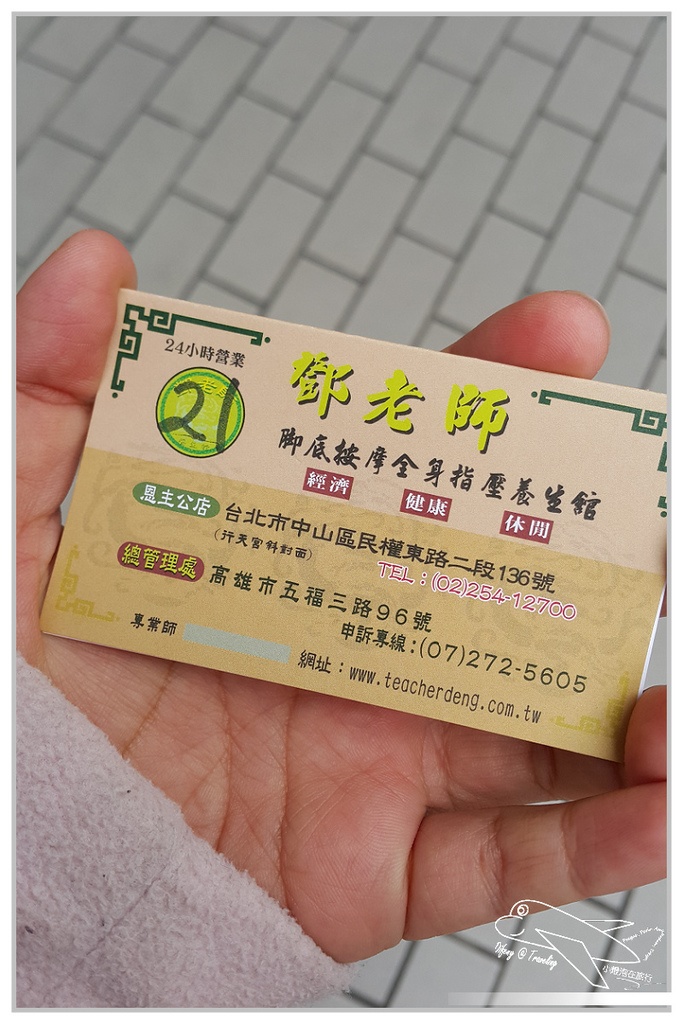 24小時營業
21
鄧老師
腳底按摩全身指壓養生館
經濟 健康 休閒
恩主公店 台北市中山區民權東路二段136號
(行天宮斜對面)
TEL:(02)254-12700
總管理處 高雄市五福三路96號
專業師 申訴專線:(07)272-5605
網址:www.teacherdeng.com.tw
Difeny @ Traveling
小燈泡在旅行